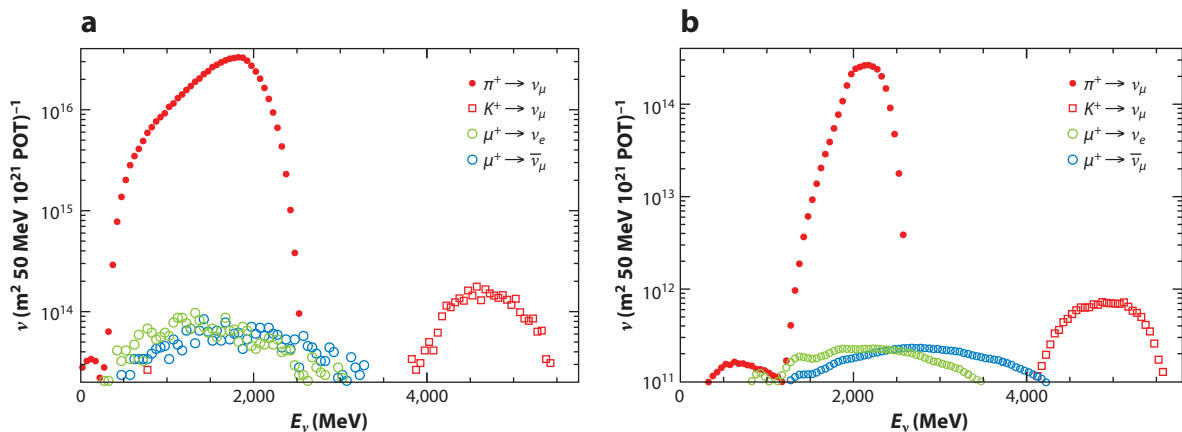 a
ν (m² 50 MeV 10²¹ POT)⁻¹
10¹⁶
10¹⁵
10¹⁴
0
2,000
4,000
Eν (MeV)
π⁺ → νμ
K⁺ → νμ
μ⁺ → νe
μ⁺ → ν̅μ
b
ν (m² 50 MeV 10²¹ POT)⁻¹
10¹⁴
10¹³
10¹²
10¹¹
0
2,000
4,000
Eν (MeV)
π⁺ → νμ
K⁺ → νμ
μ⁺ → νe
μ⁺ → ν̅μ